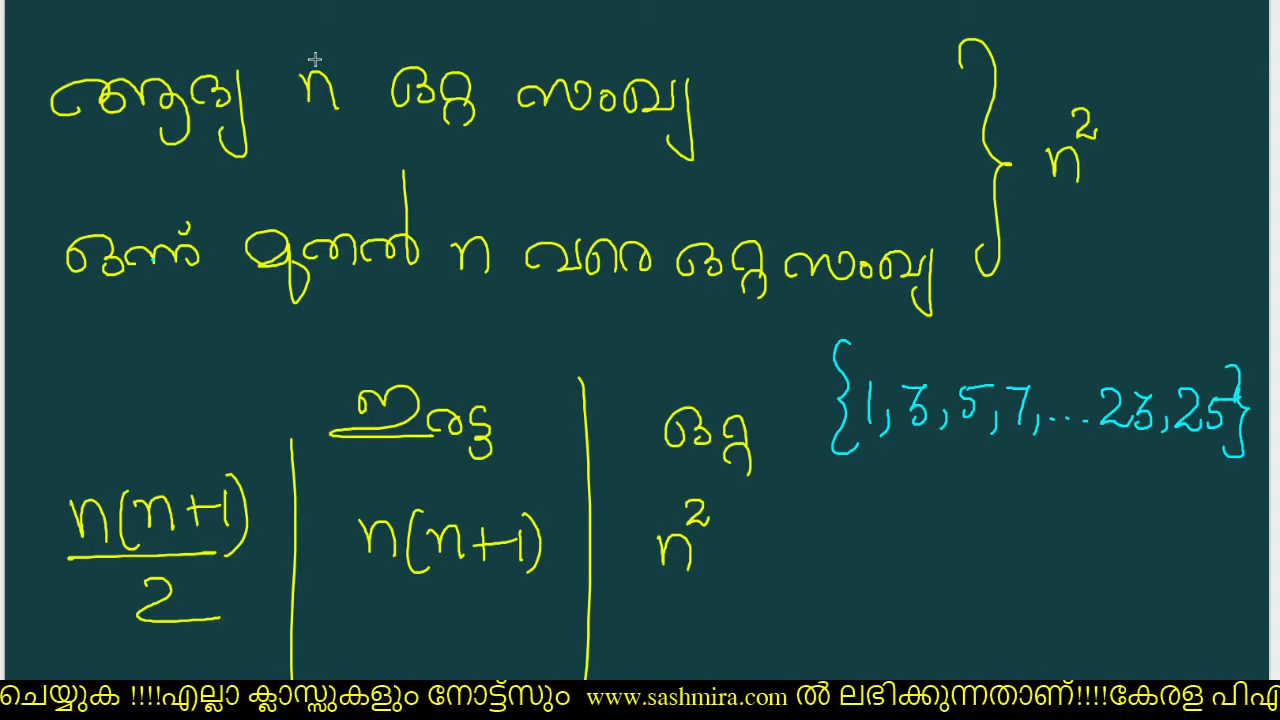 ആദ്യ n ഒറ്റ സംഖ്യ
ഒന്ന് മുതൽ n വരെ ഒറ്റ സംഖ്യ
} n²
{1, 3, 5, 7, ... 23, 25}
ഇരട്ട
ഒറ്റ
n(n+1)
2
n(n+1)
n²
ചെയ്യുക !!!!എല്ലാ ക്ലാസ്സുകളും നോട്ട്സും www.sashmira.com ൽ ലഭിക്കുന്നതാണ്!!!!കേരള പിഎ